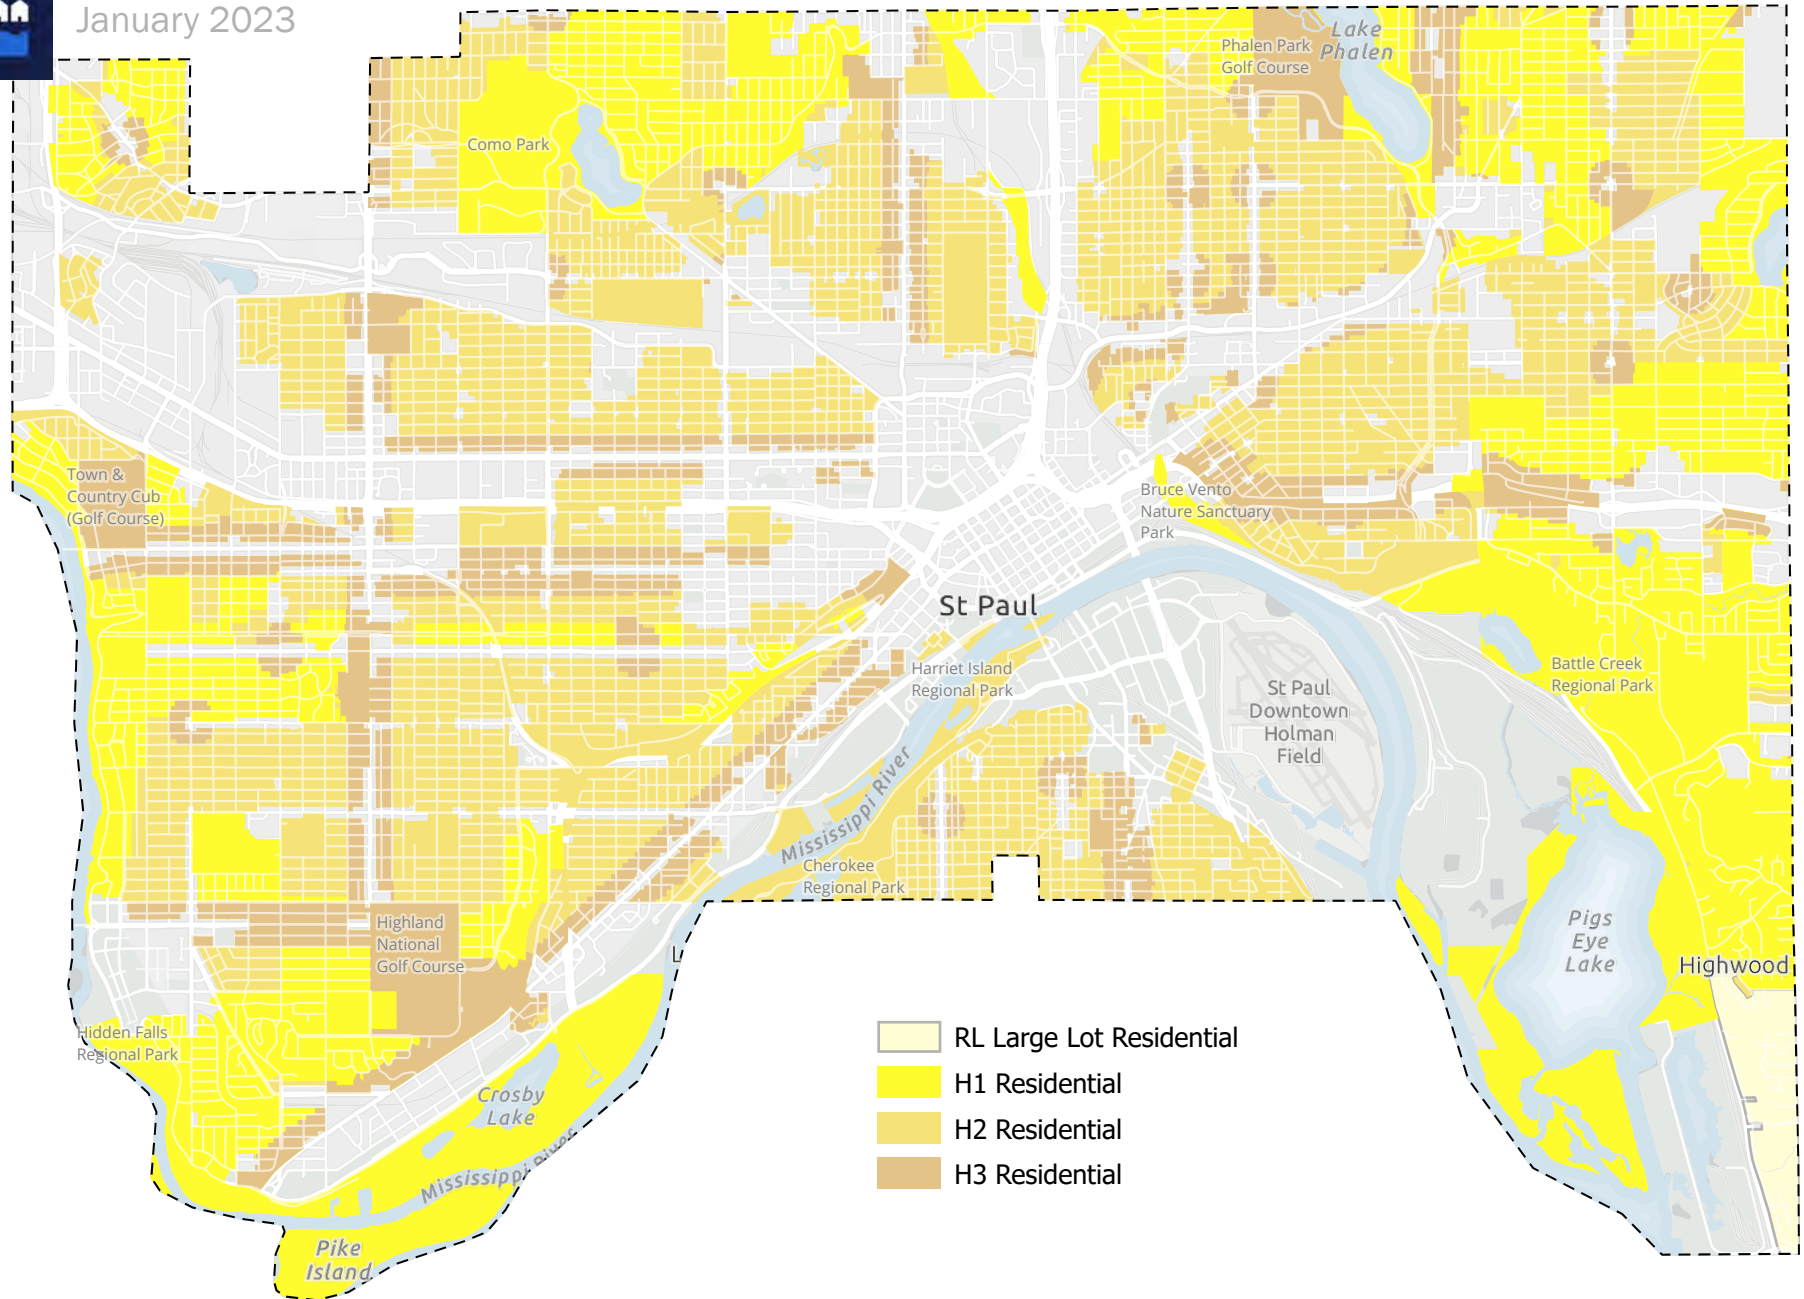 January 2023
Lake
Phalen
Phalen Park
Golf Course
Como Park
Town &
Country Cub
(Golf Course)
Bruce Vento
Nature Sanctuary
Park
St Paul
Harriet Island
Regional Park
Battle Creek
Regional Park
St Paul
Downtown
Holman
Field
Mississippi River
Cherokee
Regional Park
Highland
National
Golf Course
Pigs
Eye
Lake
L
Highwood
Hidden Falls
Regional Park
RL Large Lot Residential
H1 Residential
H2 Residential
H3 Residential
Crosby
Lake
Mississippi River
Pike
Island